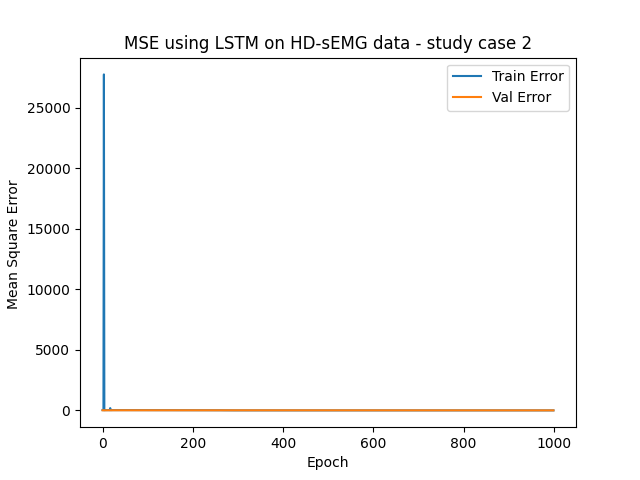 MSE using LSTM on HD-sEMG data - study case 2
Train Error
Val Error
25000
20000
15000
10000
5000
0
Mean Square Error
0 200 400 600 800 1000
Epoch